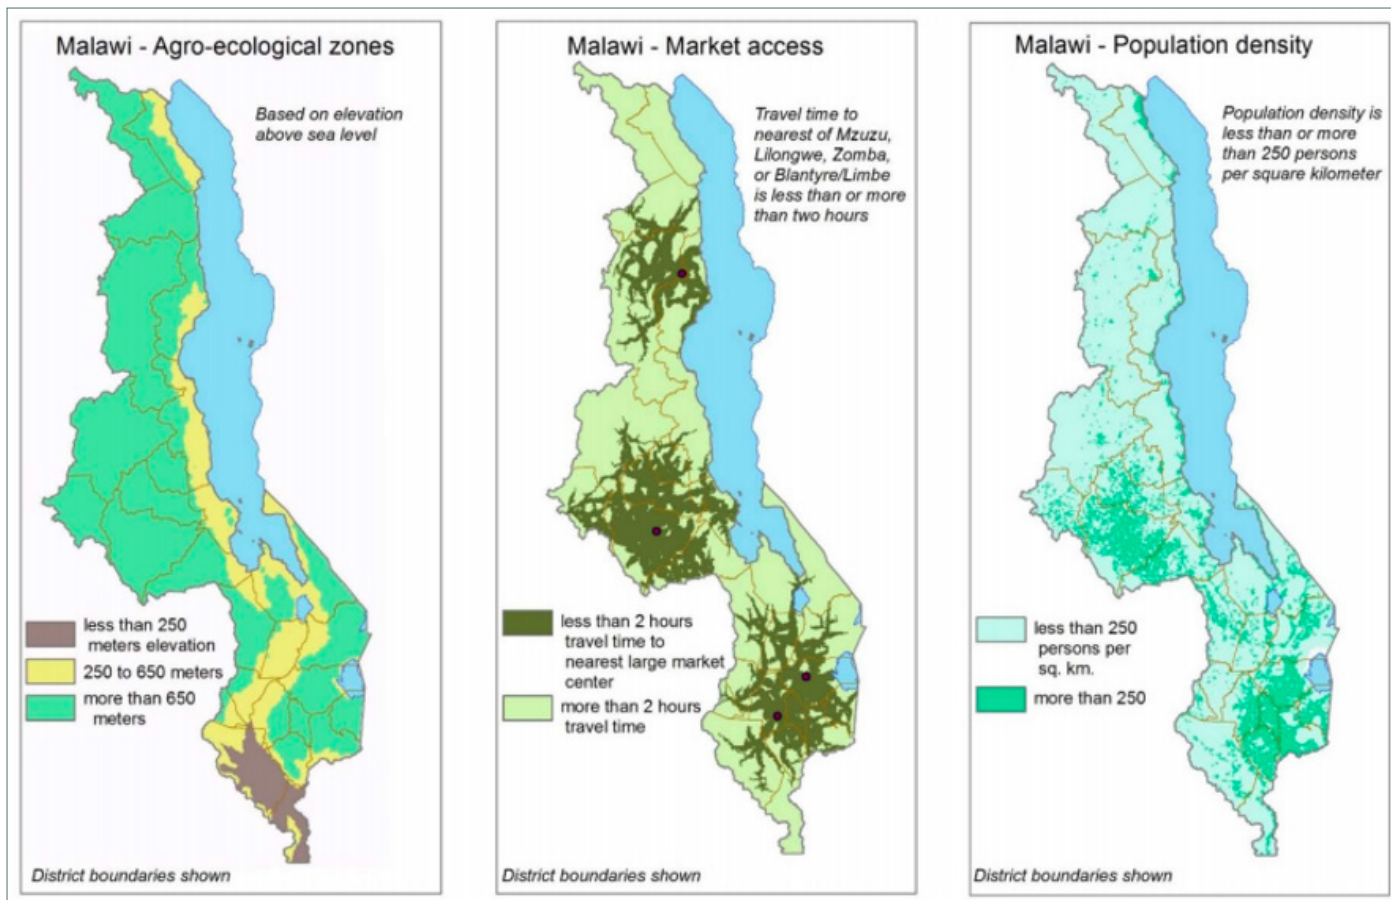 Malawi - Agro-ecological zones
Based on elevation
above sea level
less than 250
meters elevation
250 to 650 meters
more than 650
meters
District boundaries shown
Malawi - Market access
Travel time to
nearest of Mzuzu,
Lilongwe, Zomba,
or Blantyre/Limbe
is less than or more
than two hours
less than 2 hours
travel time to
nearest large market
center
more than 2 hours
travel time
District boundaries shown
Malawi - Population density
Population density is
less than or more
than 250 persons
per square kilometer
less than 250
persons per
sq. km.
more than 250
District boundaries shown